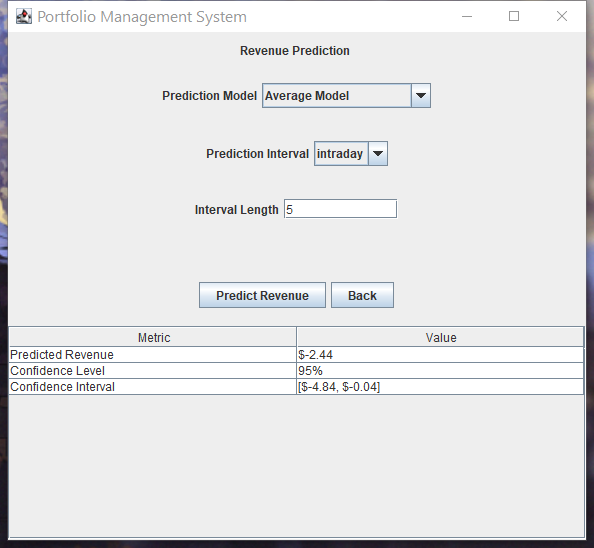 Portfolio Management System
Revenue Prediction
Prediction Model Average Model
Prediction Interval intraday
Interval Length 5
Predict Revenue Back
Metric Value
Predicted Revenue $-2.44
Confidence Level 95%
Confidence Interval [$-4.84, $-0.04]